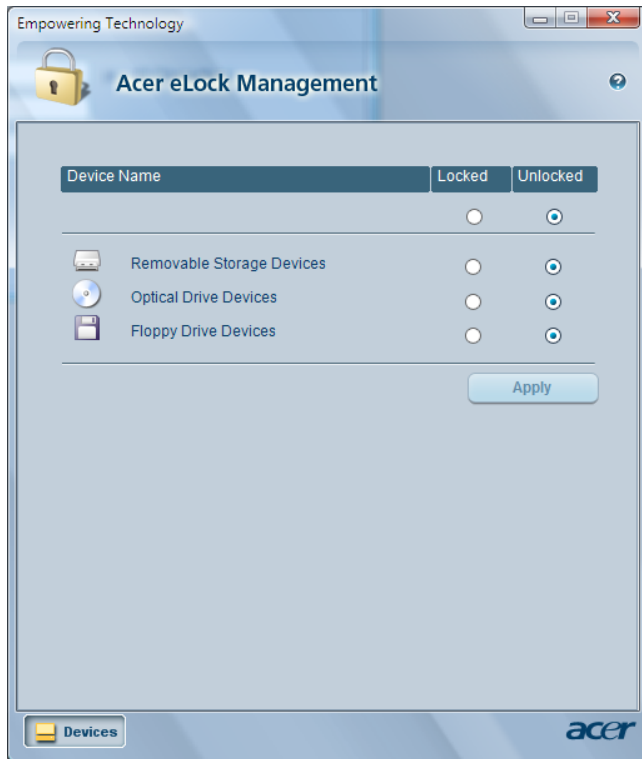 Empowering Technology
Acer eLock Management
Device Name Locked Unlocked
Removable Storage Devices
Optical Drive Devices
Floppy Drive Devices
Apply
Devices
acer